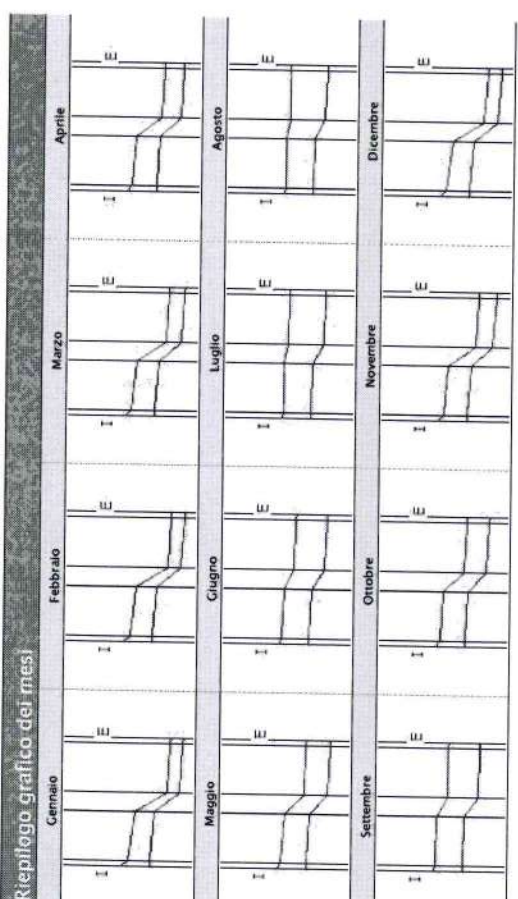 Riepilogo grafico dei mesi
Gennaio Febbraio Marzo Aprile
I E I E I E I E
Maggio Giugno Luglio Agosto
I E I E I E I E
Settembre Ottobre Novembre Dicembre
I E I E I E I E